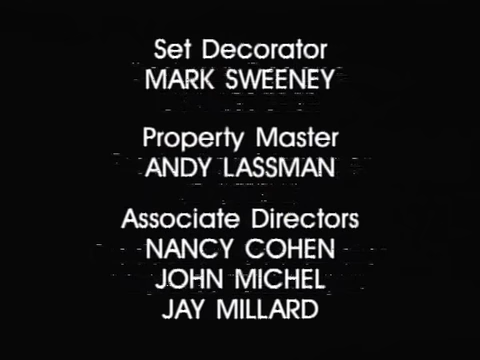 Set Decorator
MARK SWEENEY
Property Master
ANDY LASSMAN
Associate Directors
NANCY COHEN
JOHN MICHEL
JAY MILLARD